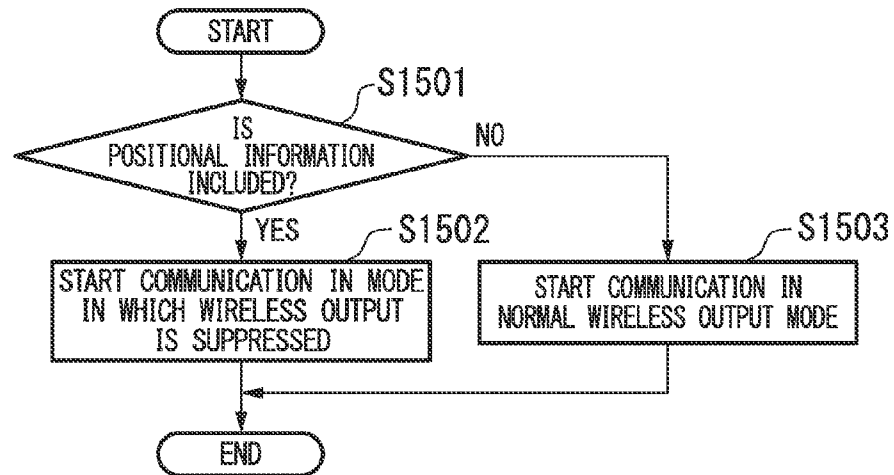 START
S1501
IS
POSITIONAL INFORMATION
INCLUDED?
NO
YES
S1502
START COMMUNICATION IN MODE
IN WHICH WIRELESS OUTPUT
IS SUPPRESSED
S1503
START COMMUNICATION IN
NORMAL WIRELESS OUTPUT MODE
END